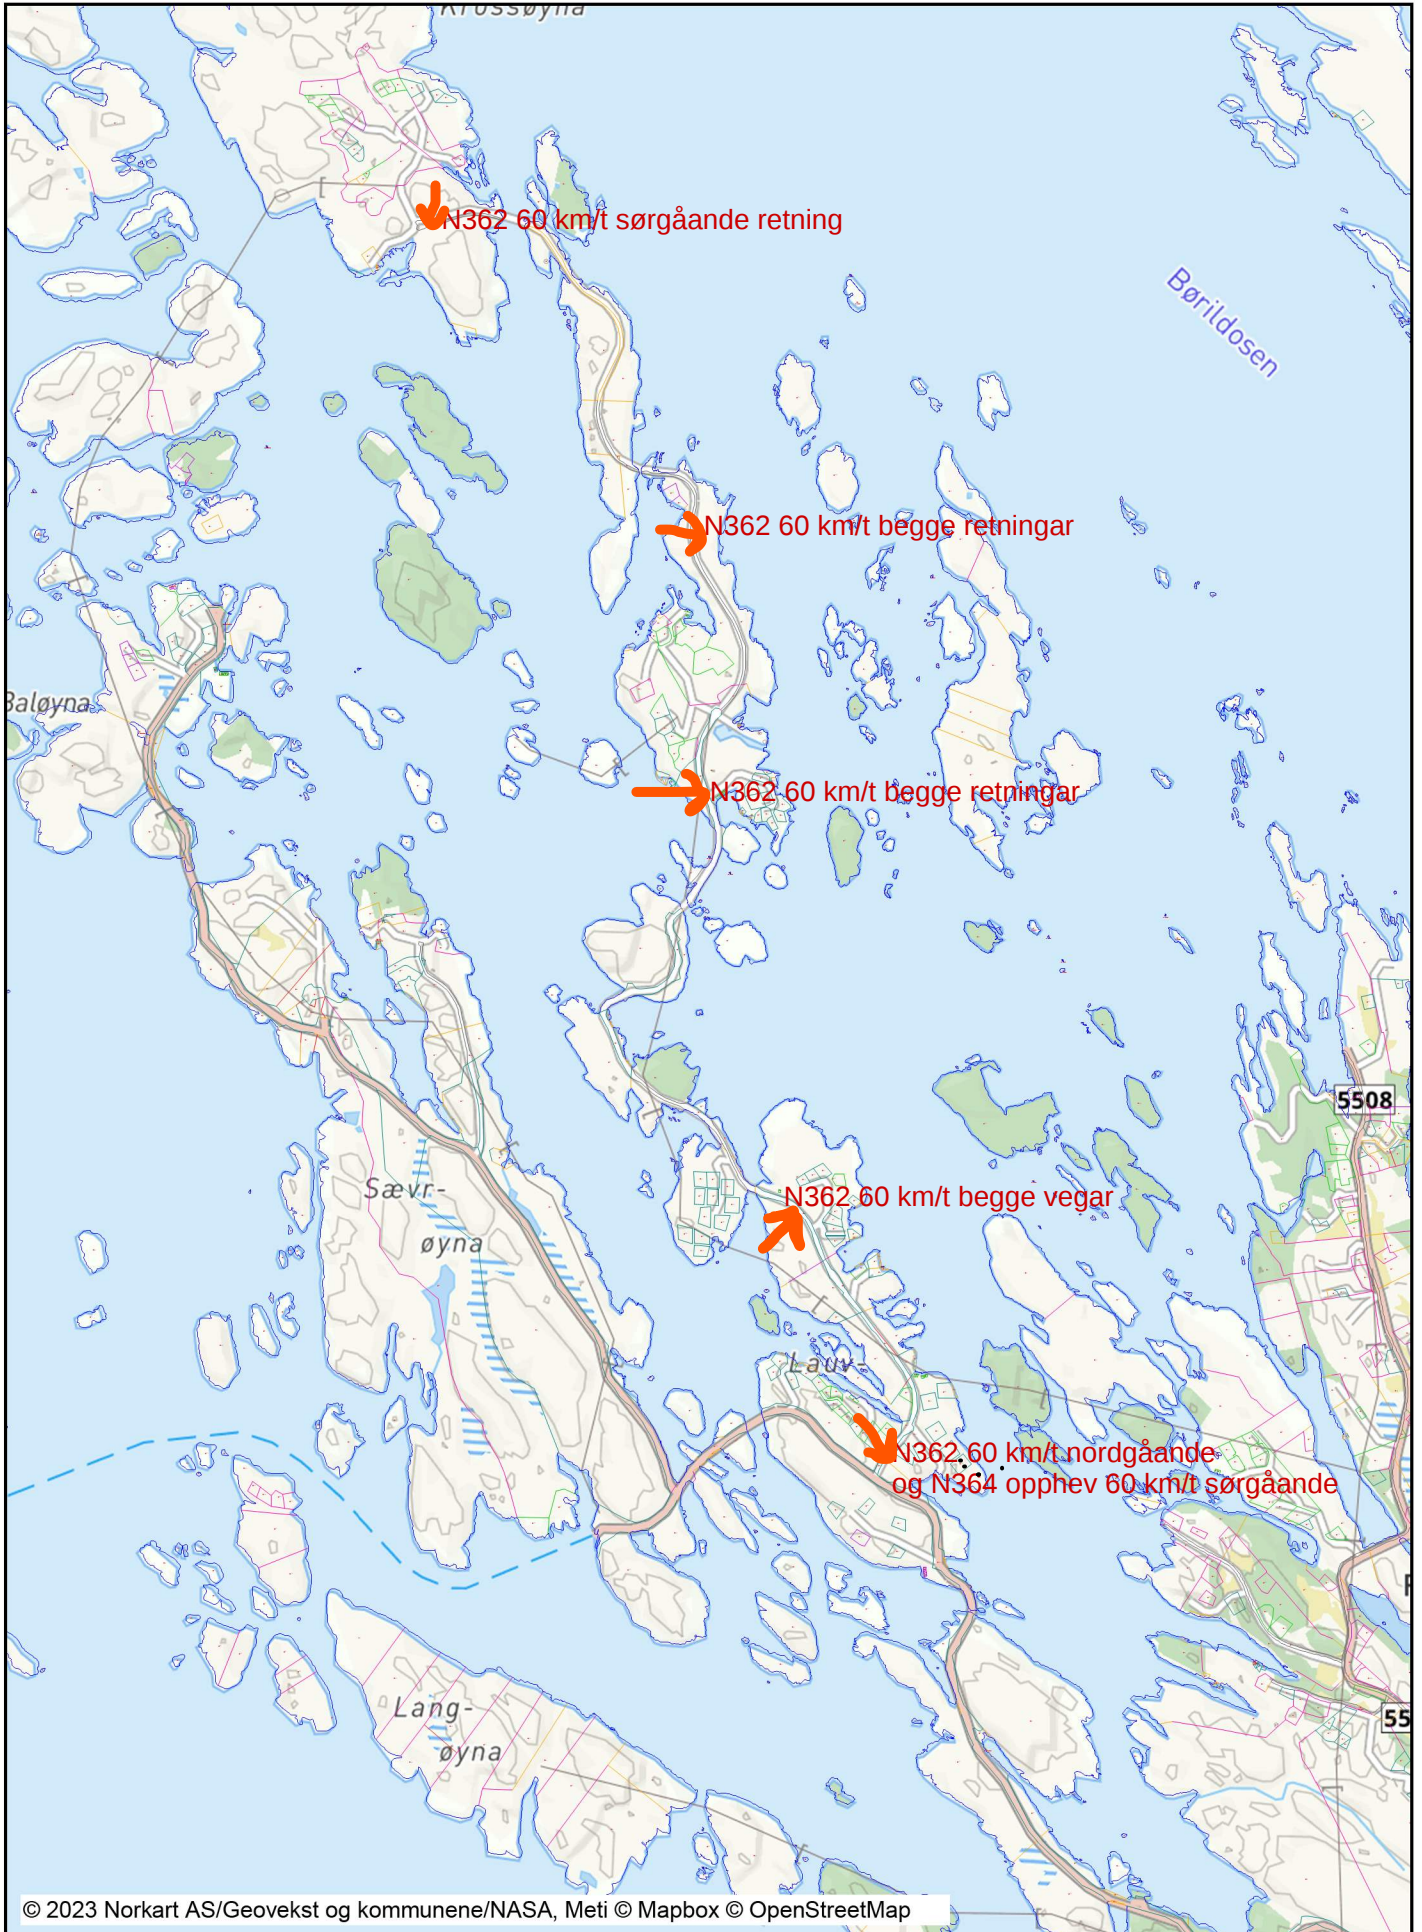 Krossøyna
N362 60 km/t sørgåande retning
Børildosen
N362 60 km/t begge retningar
Baløyna
N362 60 km/t begge retningar
5508
Sævr-
øyna
N362 60 km/t begge vegar
Lauv-
N362 60 km/t nordgåande
og N364 opphev 60 km/t sørgåande
Lang-
øyna
55
© 2023 Norkart AS/Geovekst og kommunene/NASA, Meti © Mapbox © OpenStreetMap